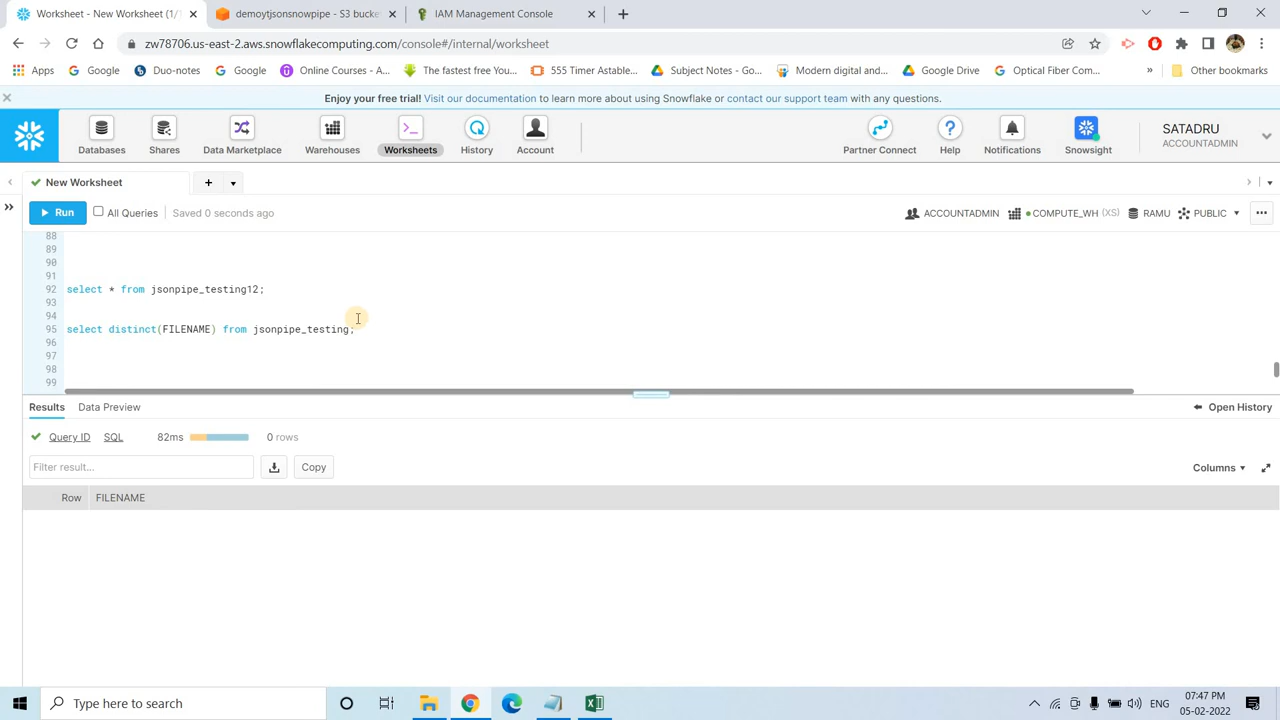 Worksheet - New Worksheet (1/1
demoytjsonsnowpipe - S3 bucke
IAM Management Console
zw78706.us-east-2.aws.snowflakecomputing.com/console#/internal/worksheet
Apps
Google
Duo-notes
Google
Online Courses - A...
The fastest free You...
555 Timer Astable...
Subject Notes - Go...
Modern digital and...
Google Drive
Optical Fiber Com...
»
Other bookmarks
Enjoy your free trial! Visit our documentation to learn more about using Snowflake or contact our support team with any questions.
Databases
Shares
Data Marketplace
Warehouses
Worksheets
History
Account
Partner Connect
Help
Notifications
Snowsight
SATADRU
ACCOUNTADMIN
New Worksheet
Run
All Queries
Saved 0 seconds ago
ACCOUNTADMIN
COMPUTE_WH (XS)
RAMU
PUBLIC
88
89
90
91
92 select * from jsonpipe_testing12;
93
94
95 select distinct(FILENAME) from jsonpipe_testing;
96
97
98
99
Results
Data Preview
Open History
Query ID
SQL
82ms
0 rows
Filter result...
Copy
Columns
Row
FILENAME
Type here to search
ENG
07:47 PM
05-02-2022